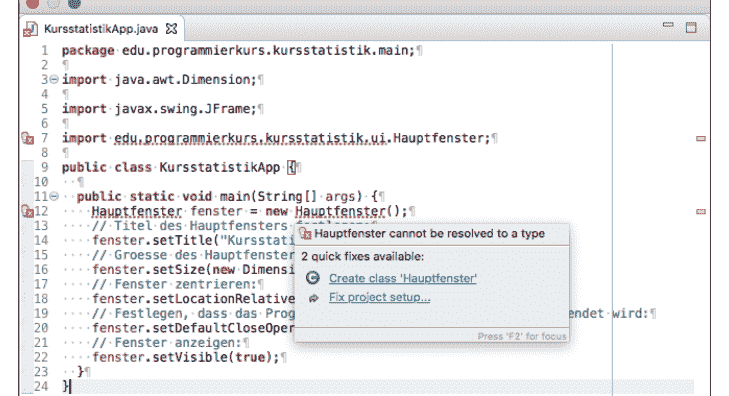 KursstatistikApp.java
1 package edu.programmierkurs.kursstatistik.main;
2
3 import java.awt.Dimension;
4
5 import javax.swing.JFrame;
6
7 import edu.programmierkurs.kursstatistik.ui.Hauptfenster;
8
9 public class KursstatistikApp {
10
11 public static void main(String[] args) {
12 Hauptfenster fenster = new Hauptfenster();
13 // Titel des Hauptfensters
14 fenster.setTitle("Kursstati
15 // Groesse des Hauptfenster
16 fenster.setSize(new Dimensi
17 // Fenster zentrieren:
18 fenster.setLocationRelative
19 // Festlegen, dass das Prog endet wird:
20 fenster.setDefaultCloseOper
21 // Fenster anzeigen:
22 fenster.setVisible(true);
23 }
24 }
Hauptfenster cannot be resolved to a type
2 quick fixes available:
Create class 'Hauptfenster'
Fix project setup...
Press 'F2' for focus